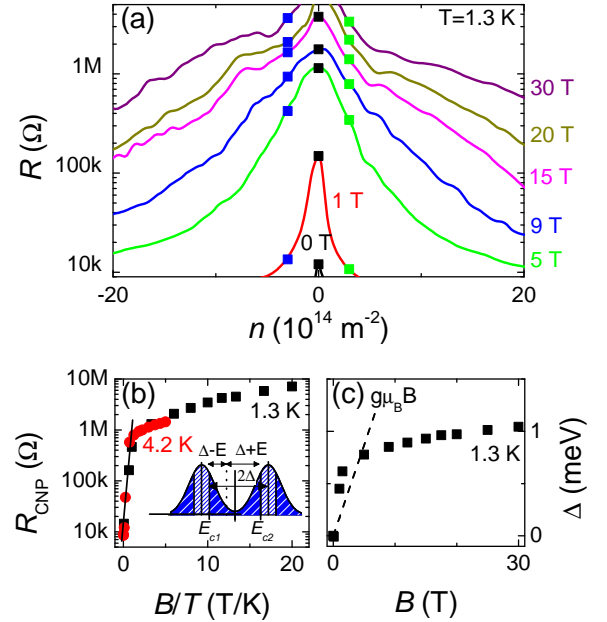 (a)
T=1.3 K
1M
100k
10k
R (Ω)
30 T
20 T
15 T
9 T
5 T
1 T
0 T
-20 -10 0 10 20
n (10¹⁴ m⁻²)
(b)
10M
1M
100k
10k
R_CNP (Ω)
1.3 K
4.2 K
Δ-E Δ+E
2Δ
E_c1 E_c2
0 10 20
B/T (T/K)
(c)
gμ_BB
1.3 K
1
0
Δ (meV)
0 30
B (T)